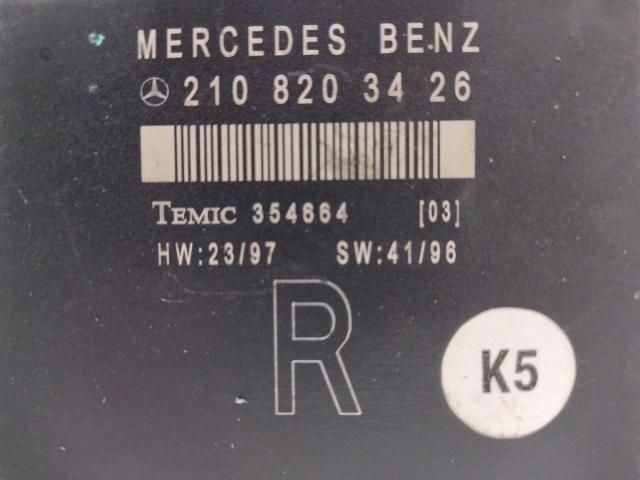 MERCEDES BENZ
210 820 34 26
TEMIC 354664 [03]
HW:23/97 SW:41/96
R
K5